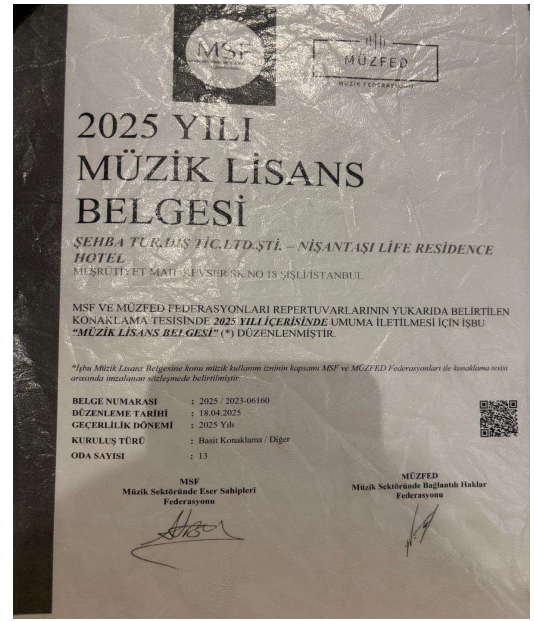 MSF
MÜZFED
MÜZİK FEDERASYONU
2025 YILI
MÜZİK LİSANS
BELGESİ
ŞEHBA TUR.DIŞ TİC.LTD.ŞTİ. – NİŞANTAŞI LIFE RESIDENCE
HOTEL
MEŞRUTİYET MAH. KEVSER SK.NO 18 ŞİŞLİ/İSTANBUL
MSF VE MÜZFED FEDERASYONLARI REPERTUVARLARININ YUKARIDA BELİRTİLEN
KONAKLAMA TESİSİNDE 2025 YILI İÇERİSİNDE UMUMA İLETİLMESİ İÇİN İŞBU
“MÜZİK LİSANS BELGESİ” (*) DÜZENLENMİŞTİR.
*İşbu Müzik Lisans Belgesine konu müzik kullanım izninin kapsamı MSF ve MÜZFED Federasyonları ile konaklama tesisi
arasında imzalanan sözleşmede belirtilmiştir.
BELGE NUMARASI : 2025 / 2023-06160
DÜZENLEME TARİHİ : 18.04.2025
GEÇERLİLİK DÖNEMİ : 2025 Yılı
KURULUŞ TÜRÜ : Basit Konaklama / Diğer
ODA SAYISI : 13
MSF
Müzik Sektöründe Eser Sahipleri
Federasyonu
MÜZFED
Müzik Sektöründe Bağlantılı Haklar
Federasyonu